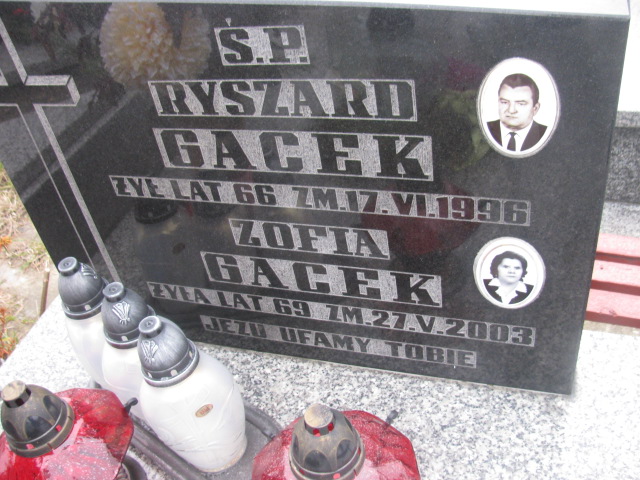 Ś.P.
RYSZARD
GACEK
ŻYŁ LAT 66 ZM.17.VI.1996
ZOFIA
GACEK
ŻYŁA LAT 69 ZM.27.V.2003
JEZU UFAMY TOBIE